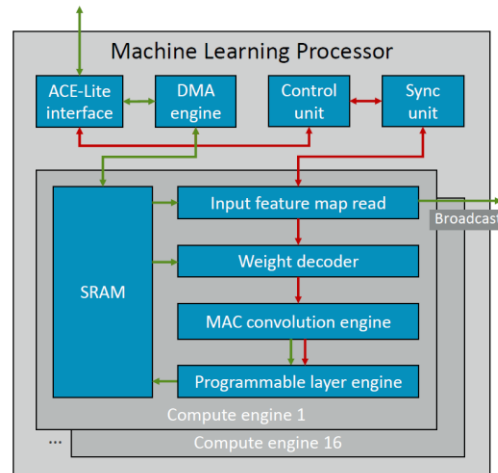 Machine Learning Processor
ACE-Lite
interface
DMA
engine
Control
unit
Sync
unit
Input feature map read
Broadcast
Weight decoder
SRAM
MAC convolution engine
Programmable layer engine
Compute engine 1
...
Compute engine 16